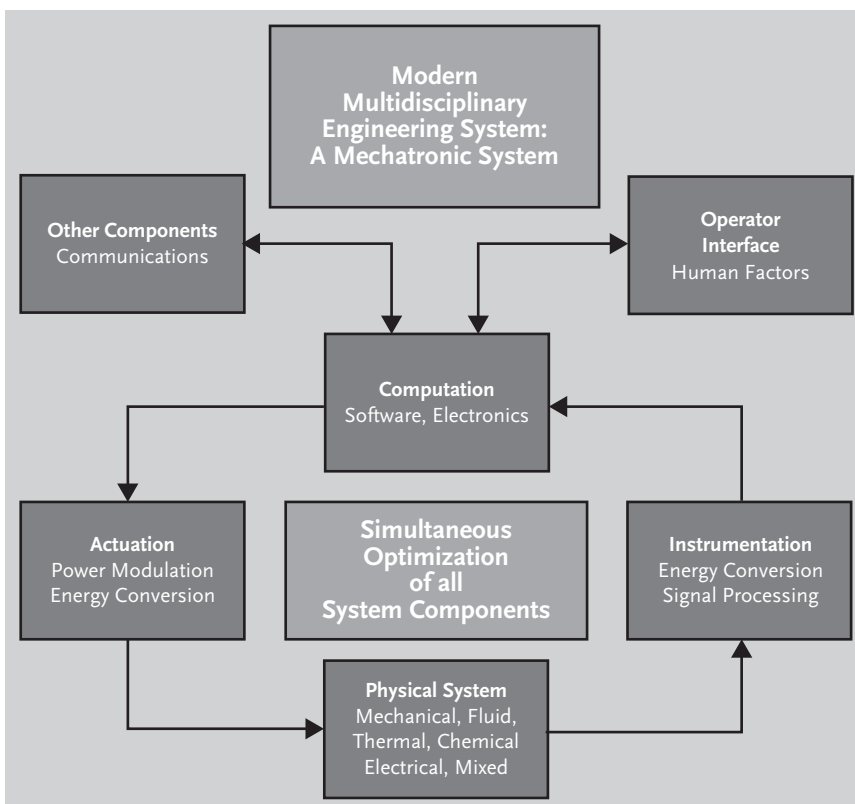 Modern
Multidisciplinary
Engineering System:
A Mechatronic System
Other Components
Communications
Operator
Interface
Human Factors
Computation
Software, Electronics
Actuation
Power Modulation
Energy Conversion
Simultaneous
Optimization
of all
System Components
Instrumentation
Energy Conversion
Signal Processing
Physical System
Mechanical, Fluid,
Thermal, Chemical
Electrical, Mixed